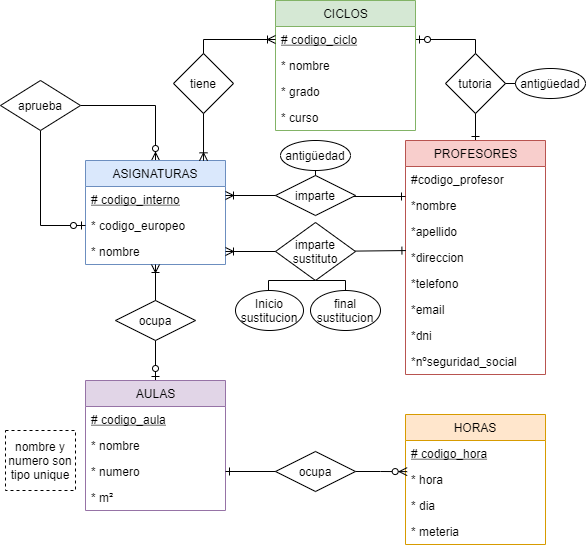 CICLOS
# codigo_ciclo
* nombre
* grado
* curso
tiene
tutoria
antigüedad
aprueba
ASIGNATURAS
# codigo_interno
* codigo_europeo
* nombre
antigüedad
imparte
imparte
sustituto
Inicio
sustitucion
final
sustitucion
PROFESORES
#codigo_profesor
*nombre
*apellido
*direccion
*telefono
*email
*dni
*nºseguridad_social
ocupa
AULAS
# codigo_aula
* nombre
* numero
* m²
nombre y
numero son
tipo unique
ocupa
HORAS
# codigo_hora
* hora
* dia
* meteria